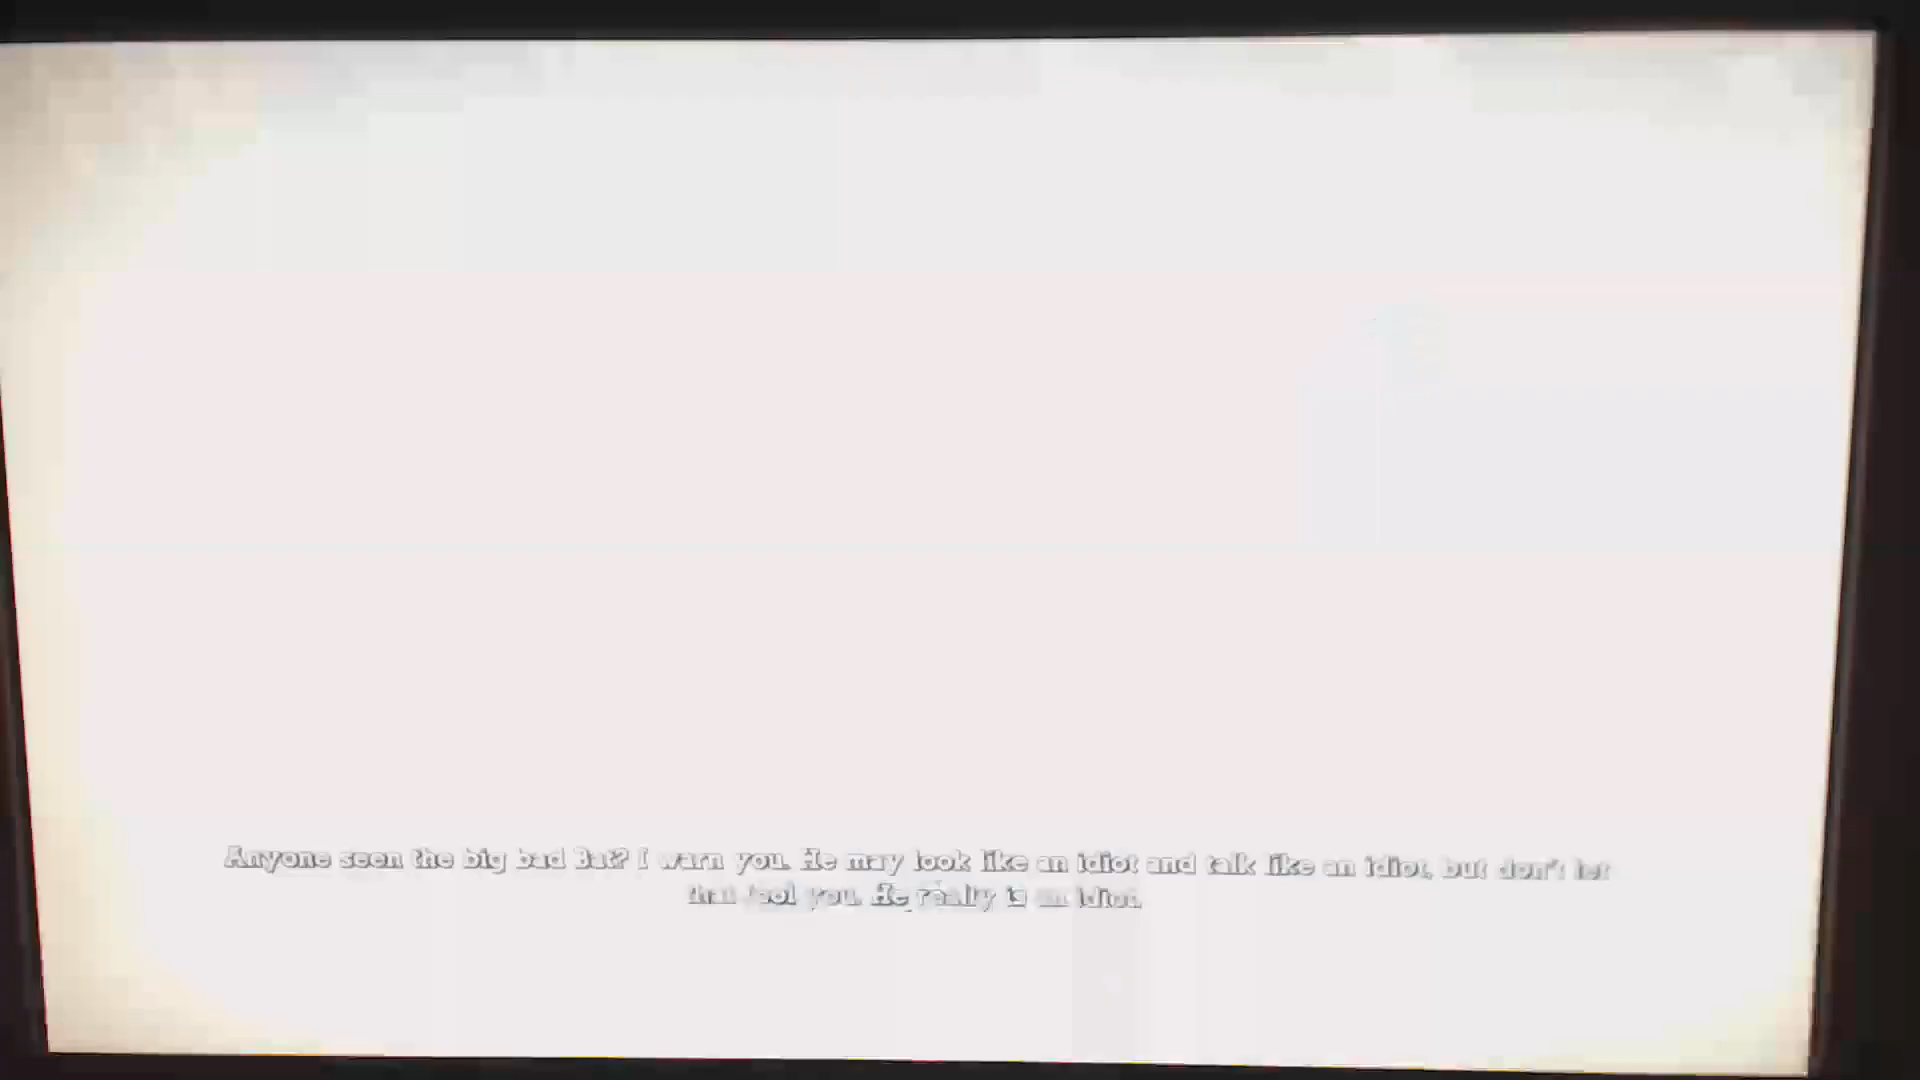 Anyone seen the big bad Bat? I warn you. He may look like an idiot and talk like an idiot, but don't let
that fool you. He really is an idiot.